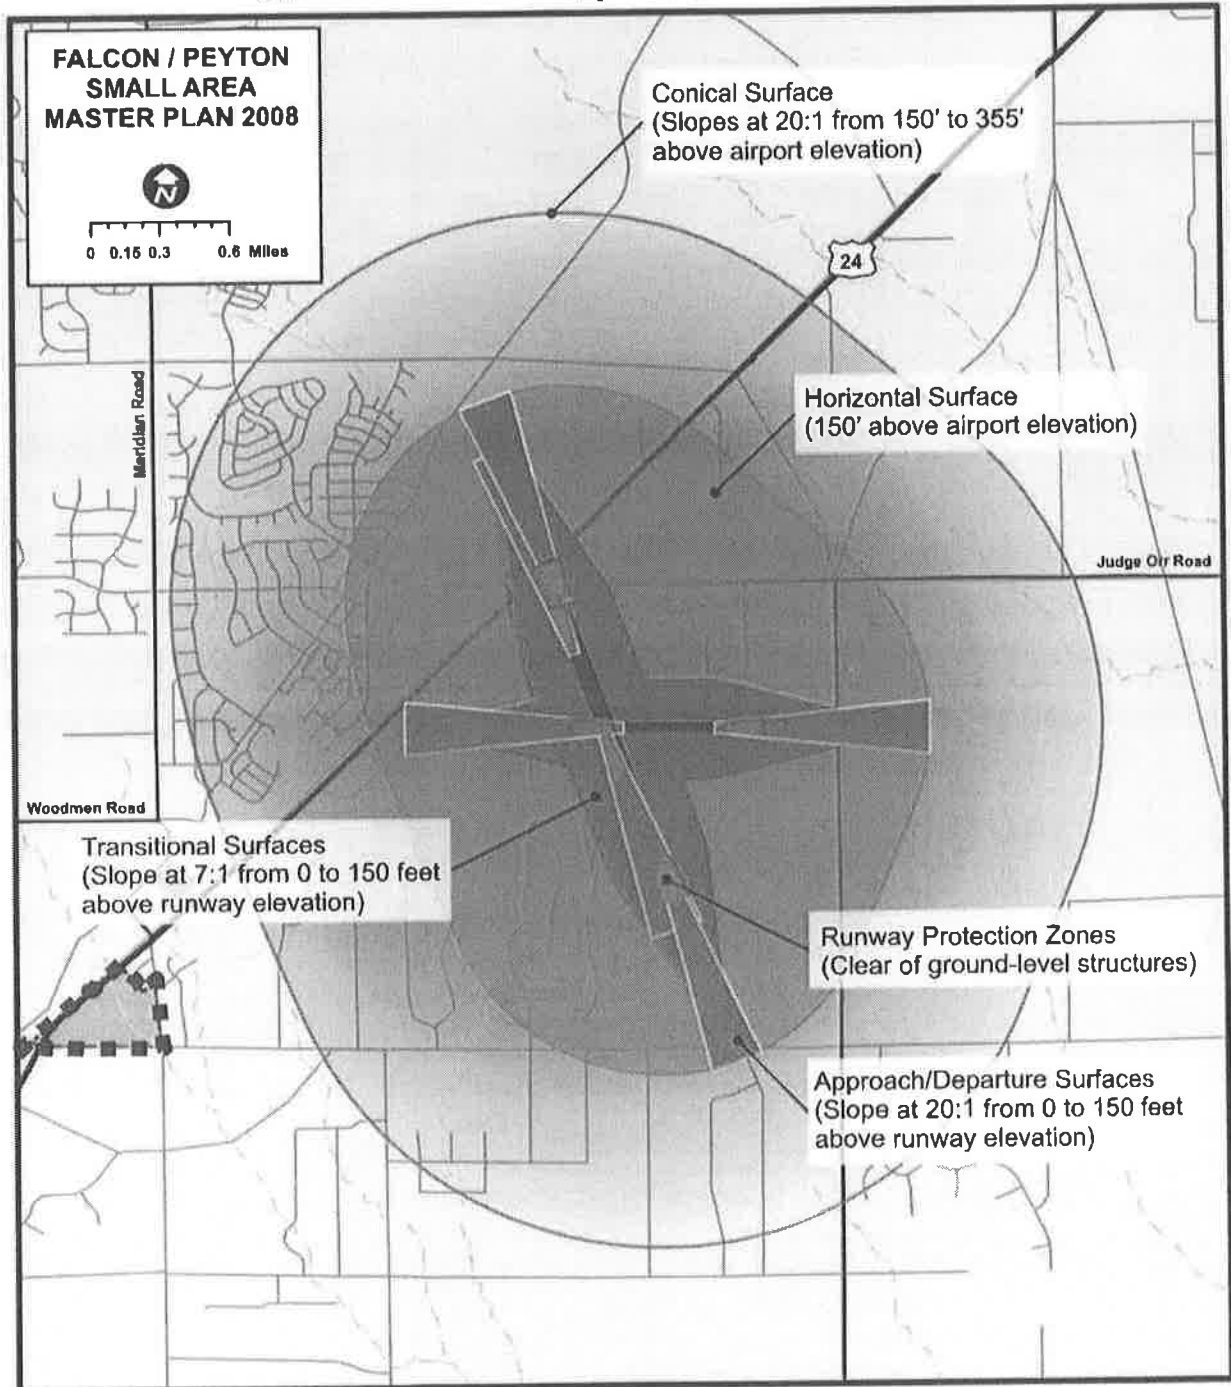 FALCON / PEYTON
SMALL AREA
MASTER PLAN 2008
N
0 0.15 0.3 0.6 Miles
Conical Surface
(Slopes at 20:1 from 150' to 355'
above airport elevation)
24
Meridian Road
Horizontal Surface
(150' above airport elevation)
Judge Orr Road
Woodmen Road
Transitional Surfaces
(Slope at 7:1 from 0 to 150 feet
above runway elevation)
Runway Protection Zones
(Clear of ground-level structures)
Approach/Departure Surfaces
(Slope at 20:1 from 0 to 150 feet
above runway elevation)